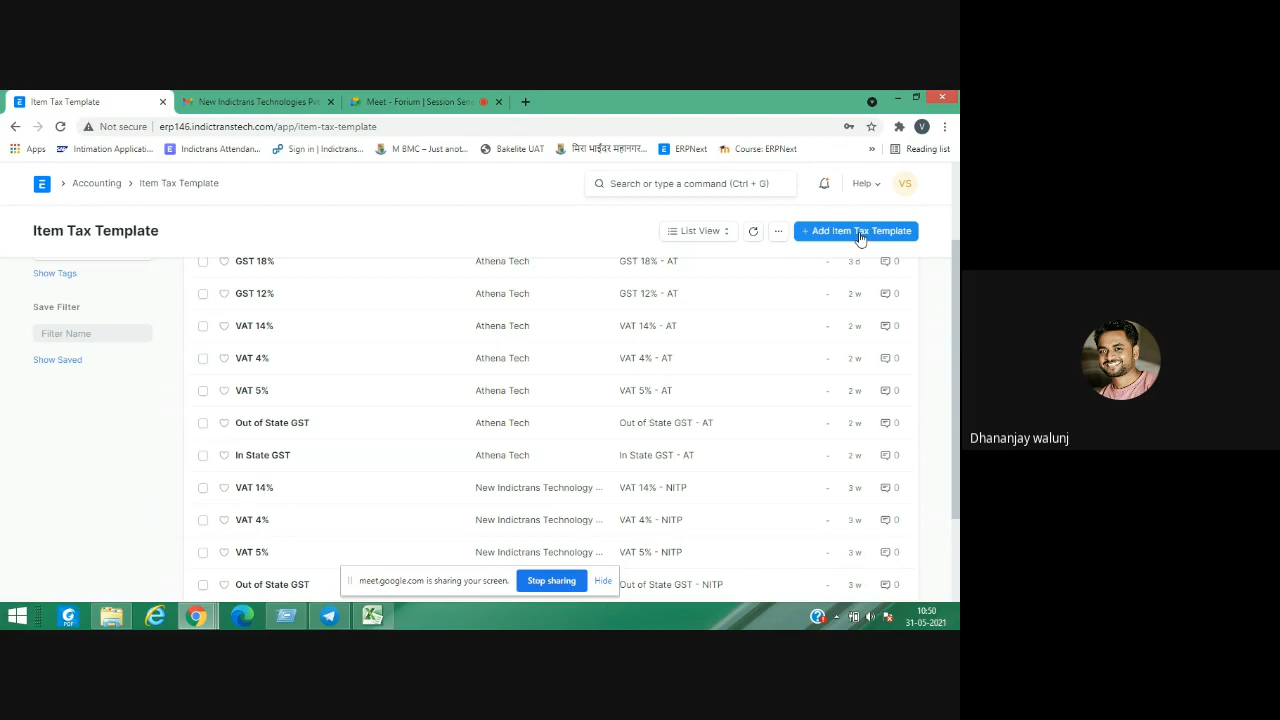 Item Tax Template
New Indictrans Technologies Pvt
Meet - Forium | Session Seri
Not secure | erp146.indictranstech.com/app/item-tax-template
V
Apps
Intimation Applicati...
Indictrans Attendan...
Sign in | Indictrans...
M BMC – Just anot...
Bakelite UAT
मिरा भाईंदर महानगर...
ERPNext
Course: ERPNext
»
Reading list
E
Accounting
Item Tax Template
Search or type a command (Ctrl + G)
Help
VS
Item Tax Template
List View
...
+ Add Item Tax Template
Show Tags
Save Filter
Filter Name
Show Saved
GST 18% Athena Tech GST 18% - AT - 3 d 0
GST 12% Athena Tech GST 12% - AT - 2 w 0
VAT 14% Athena Tech VAT 14% - AT - 2 w 0
VAT 4% Athena Tech VAT 4% - AT - 2 w 0
VAT 5% Athena Tech VAT 5% - AT - 2 w 0
Out of State GST Athena Tech Out of State GST - AT - 2 w 0
In State GST Athena Tech In State GST - AT - 2 w 0
VAT 14% New Indictrans Technology ... VAT 14% - NITP - 3 w 0
VAT 4% New Indictrans Technology ... VAT 4% - NITP - 3 w 0
VAT 5% New Indictrans Technology ... VAT 5% - NITP - 3 w 0
Out of State GST Out of State GST - NITP - 3 w 0
meet.google.com is sharing your screen.
Stop sharing
Hide
10:50
31-05-2021
Dhananjay walunj